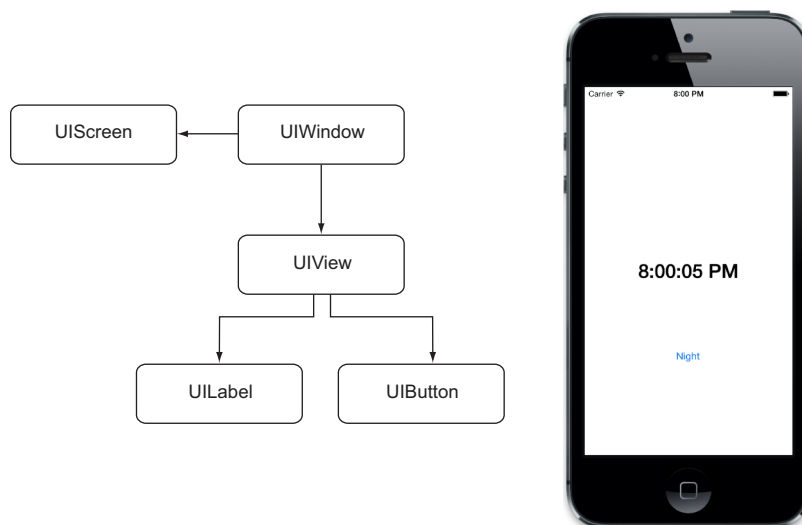 UIScreen
UIWindow
UIView
UILabel
UIButton
Carrier 8:00 PM
8:00:05 PM
Night